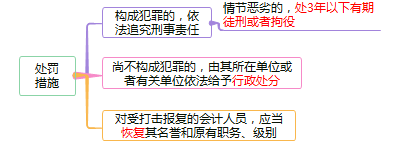 处罚
措施
构成犯罪的，依
法追究刑事责任
情节恶劣的，处3年以下有期
徒刑或者拘役
尚不构成犯罪的，由其所在单位或
者有关单位依法给予行政处分
对受打击报复的会计人员，应当
恢复其名誉和原有职务、级别